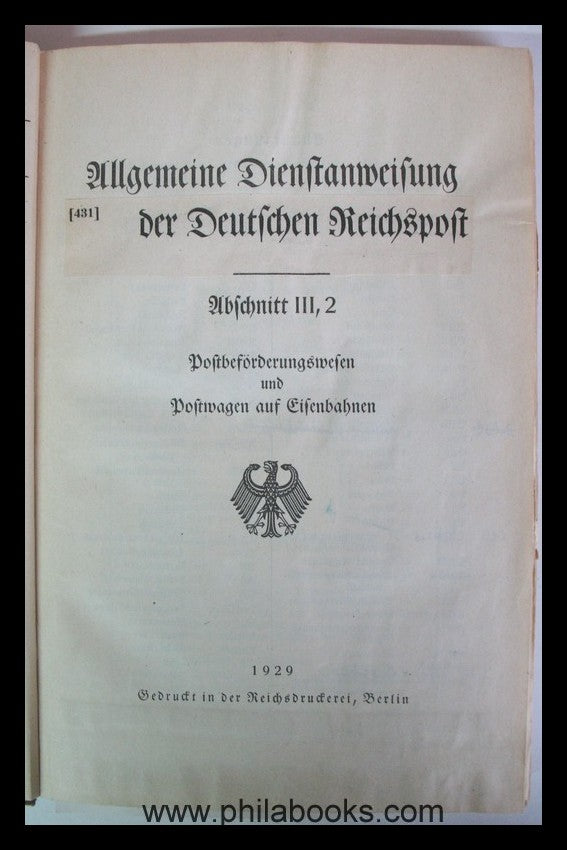 Allgemeine Dienstanweisung
[431] der Deutschen Reichspost
Abschnitt III, 2
Postbeförderungswesen
und
Postwagen auf Eisenbahnen
1929
Gedruckt in der Reichsdruckerei, Berlin
www.philabooks.com